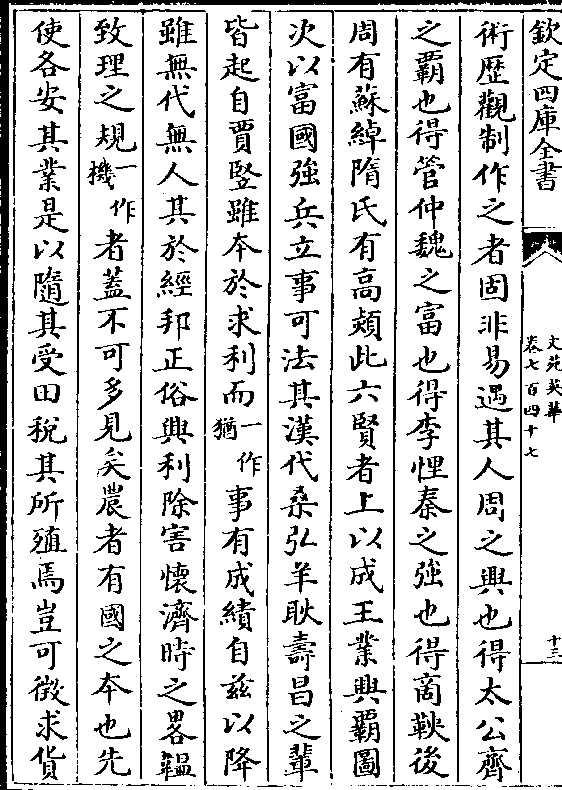 欽定四庫全書
文苑英華
卷七百四十七
十三
術歴觀制作之者固非易遇其人周之興也得太公齊
之霸也得管仲魏之富也得李悝秦之強也得商鞅後
周有蘇綽隋氏有高熲此六賢者上以成王業興霸圖
次以富國強兵立事可法其漢代桑弘羊耿壽昌之輩
皆起自賈豎雖本於求利而一作猶事有成績自兹以降
雖無代無人其於經邦正俗興利除害懷濟時之畧韞
致理之規一作機者蓋不可多見矣農者有國之本也先
使各安其業是以隨其受田稅其所殖焉豈可徵求貨